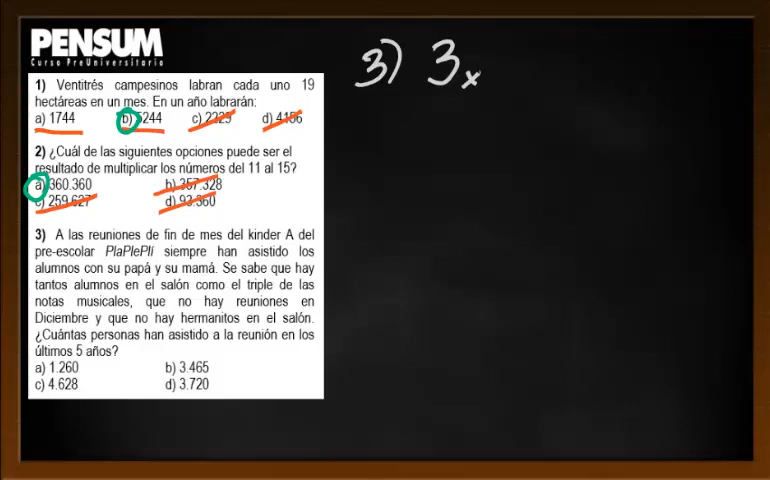 PENSUM
Curso PreUniversitario
3) 3x
1) Ventitrés campesinos labran cada uno 19
hectáreas en un mes. En un año labrarán:
a) 1744 b) 5244 c) 2229 d) 4156
2) ¿Cuál de las siguientes opciones puede ser el
resultado de multiplicar los números del 11 al 15?
a) 360.360 b) 357.328
c) 259.627 d) 93.360
3) A las reuniones de fin de mes del kinder A del
pre-escolar PlaPlePlí siempre han asistido los
alumnos con su papá y su mamá. Se sabe que hay
tantos alumnos en el salón como el triple de las
notas musicales, que no hay reuniones en
Diciembre y que no hay hermanitos en el salón.
¿Cuántas personas han asistido a la reunión en los
últimos 5 años?
a) 1.260 b) 3.465
c) 4.628 d) 3.720